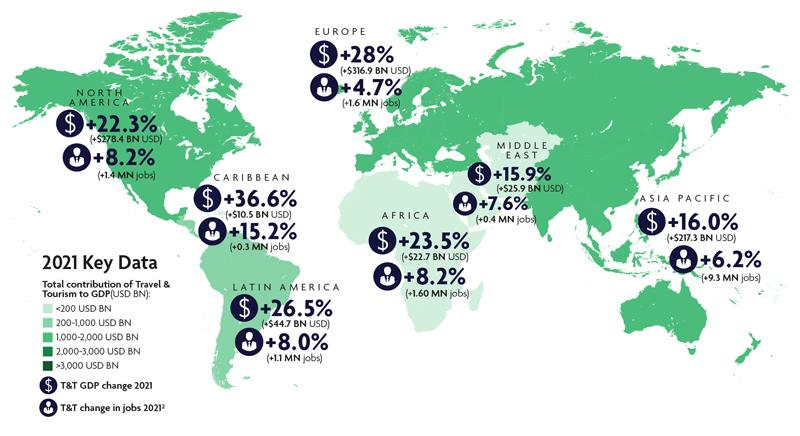 EUROPE
+28%
(+$316.9 BN USD)
+4.7%
(+1.6 MN jobs)
NORTH
AMERICA
+22.3%
(+$278.4 BN USD)
+8.2%
(+1.4 MN jobs)
MIDDLE
EAST
+15.9%
(+$25.9 BN USD)
+7.6%
(+0.4 MN jobs)
CARIBBEAN
+36.6%
(+$10.5 BN USD)
+15.2%
(+0.3 MN jobs)
ASIA PACIFIC
+16.0%
(+$217.3 BN USD)
+6.2%
(+9.3 MN jobs)
AFRICA
+23.5%
(+$22.7 BN USD)
+8.2%
(+1.60 MN jobs)
LATIN AMERICA
+26.5%
(+$44.7 BN USD)
+8.0%
(+1.1 MN jobs)
2021 Key Data
Total contribution of Travel &
Tourism to GDP(USD BN):
<200 USD BN
200-1,000 USD BN
1,000-2,000 USD BN
2,000-3,000 USD BN
>3,000 USD BN
$ T&T GDP change 2021
T&T change in jobs 2021²